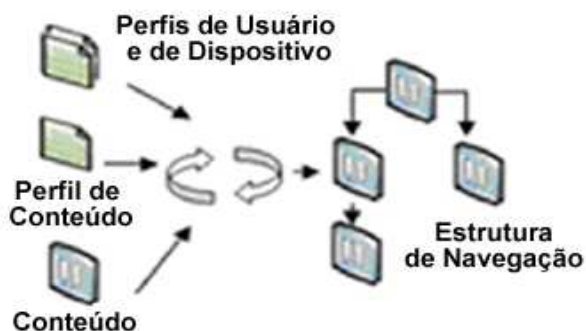 Perfis de Usuário
e de Dispositivo
Perfil de
Conteúdo
Estrutura
de Navegação
Conteúdo